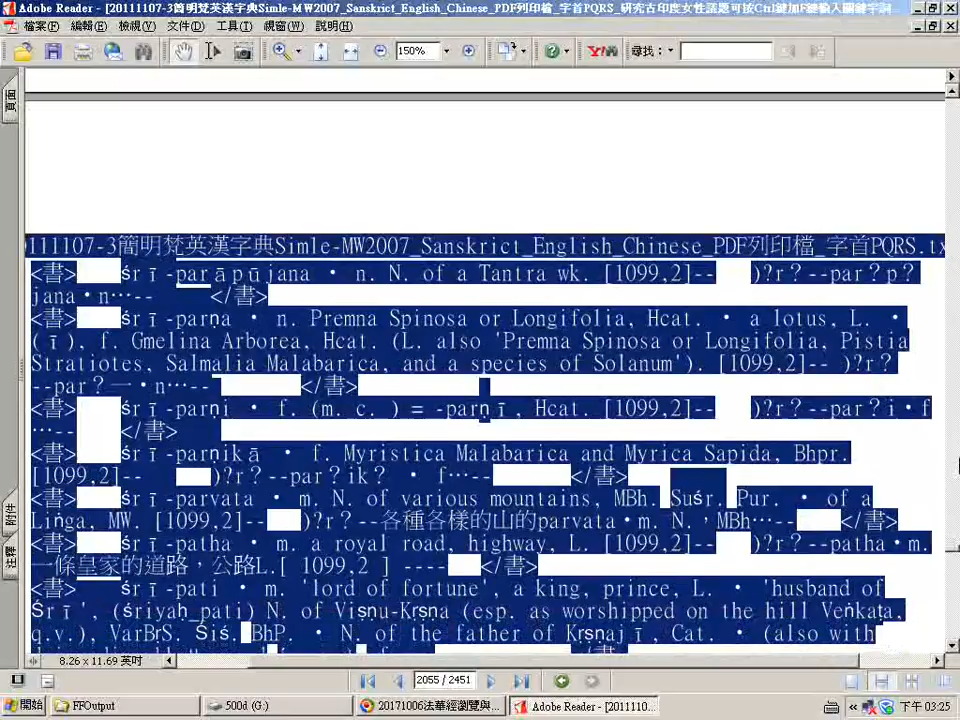 Adobe Reader - [20111107-3簡明梵英漢字典Simle-MW2007_Sanskrict_English_Chinese_PDF列印檔_字首PQRS_研究古印度女性議題可按Ctrl鍵加F鍵輸入關鍵字詞...
檔案(F) 編輯(E) 檢視(V) 文件(D) 工具(T) 視窗(W) 說明(H)
150% Y! 尋找:
頁面
0111107-3簡明梵英漢字典Simle-MW2007_Sanskrict_English_Chinese_PDF列印檔_字首PQRS.tx
<書> śrī-parāpūjana • n. N. of a Tantra wk. [1099,2]-- )?r?--par?p?
jana•n…-- </書>
<書> śrī-parṇa • n. Premna Spinosa or Longifolia, Hcat. • a lotus, L. •
(ī), f. Gmelina Arborea, Hcat. (L. also 'Premna Spinosa or Longifolia, Pistia
Stratiotes, Salmalia Malabarica, and a species of Solanum'). [1099,2]-- )?r?
--par?一•n…-- </書>
<書> śrī-parṇi • f. (m. c. ) = -parṇī, Hcat. [1099,2]-- )?r?--par?i•f
…-- </書>
<書> śrī-parṇikā • f. Myristica Malabarica and Myrica Sapida, Bhpr.
[1099,2]-- )?r?--par?ik? • f…-- </書>
<書> śrī-parvata • m. N. of various mountains, MBh. Suśr. Pur. • of a
Liṅga, MW. [1099,2]-- )?r?--各種各樣的山的parvata•m. N.，MBh…-- </書>
<書> śrī-patha • m. a royal road, highway, L. [1099,2]-- )?r?--patha•m.
一條皇家的道路，公路L.[ 1099,2 ] ---- </書>
<書> śrī-pati • m. 'lord of fortune', a king, prince, L. • 'husband of
Śrī', (śriyaḥ_pati) N. of Viṣṇu-Kṛṣṇa (esp. as worshipped on the hill Veṅkaṭa,
q.v.), VarBrS. Śiś. BhP. • N. of the father of Kṛṣṇajī, Cat. • (also with
附件
註釋
8.26 x 11.69 英吋
2055 / 2451
開始 FFOutput 500d (G:) 20171006法華經瀏覽與... Adobe Reader - [2011110... 下午 03:25